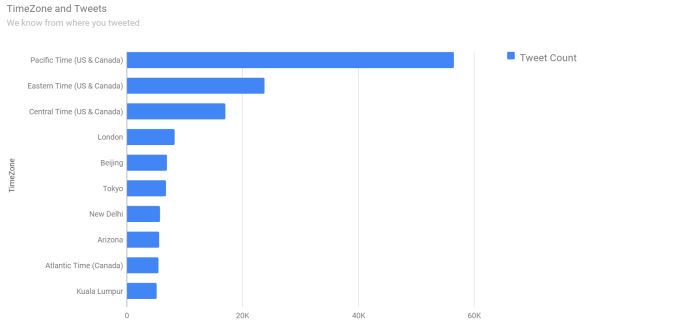 TimeZone and Tweets
We know from where you tweeted
Tweet Count
TimeZone
Pacific Time (US & Canada)
Eastern Time (US & Canada)
Central Time (US & Canada)
London
Beijing
Tokyo
New Delhi
Arizona
Atlantic Time (Canada)
Kuala Lumpur
0 20K 40K 60K